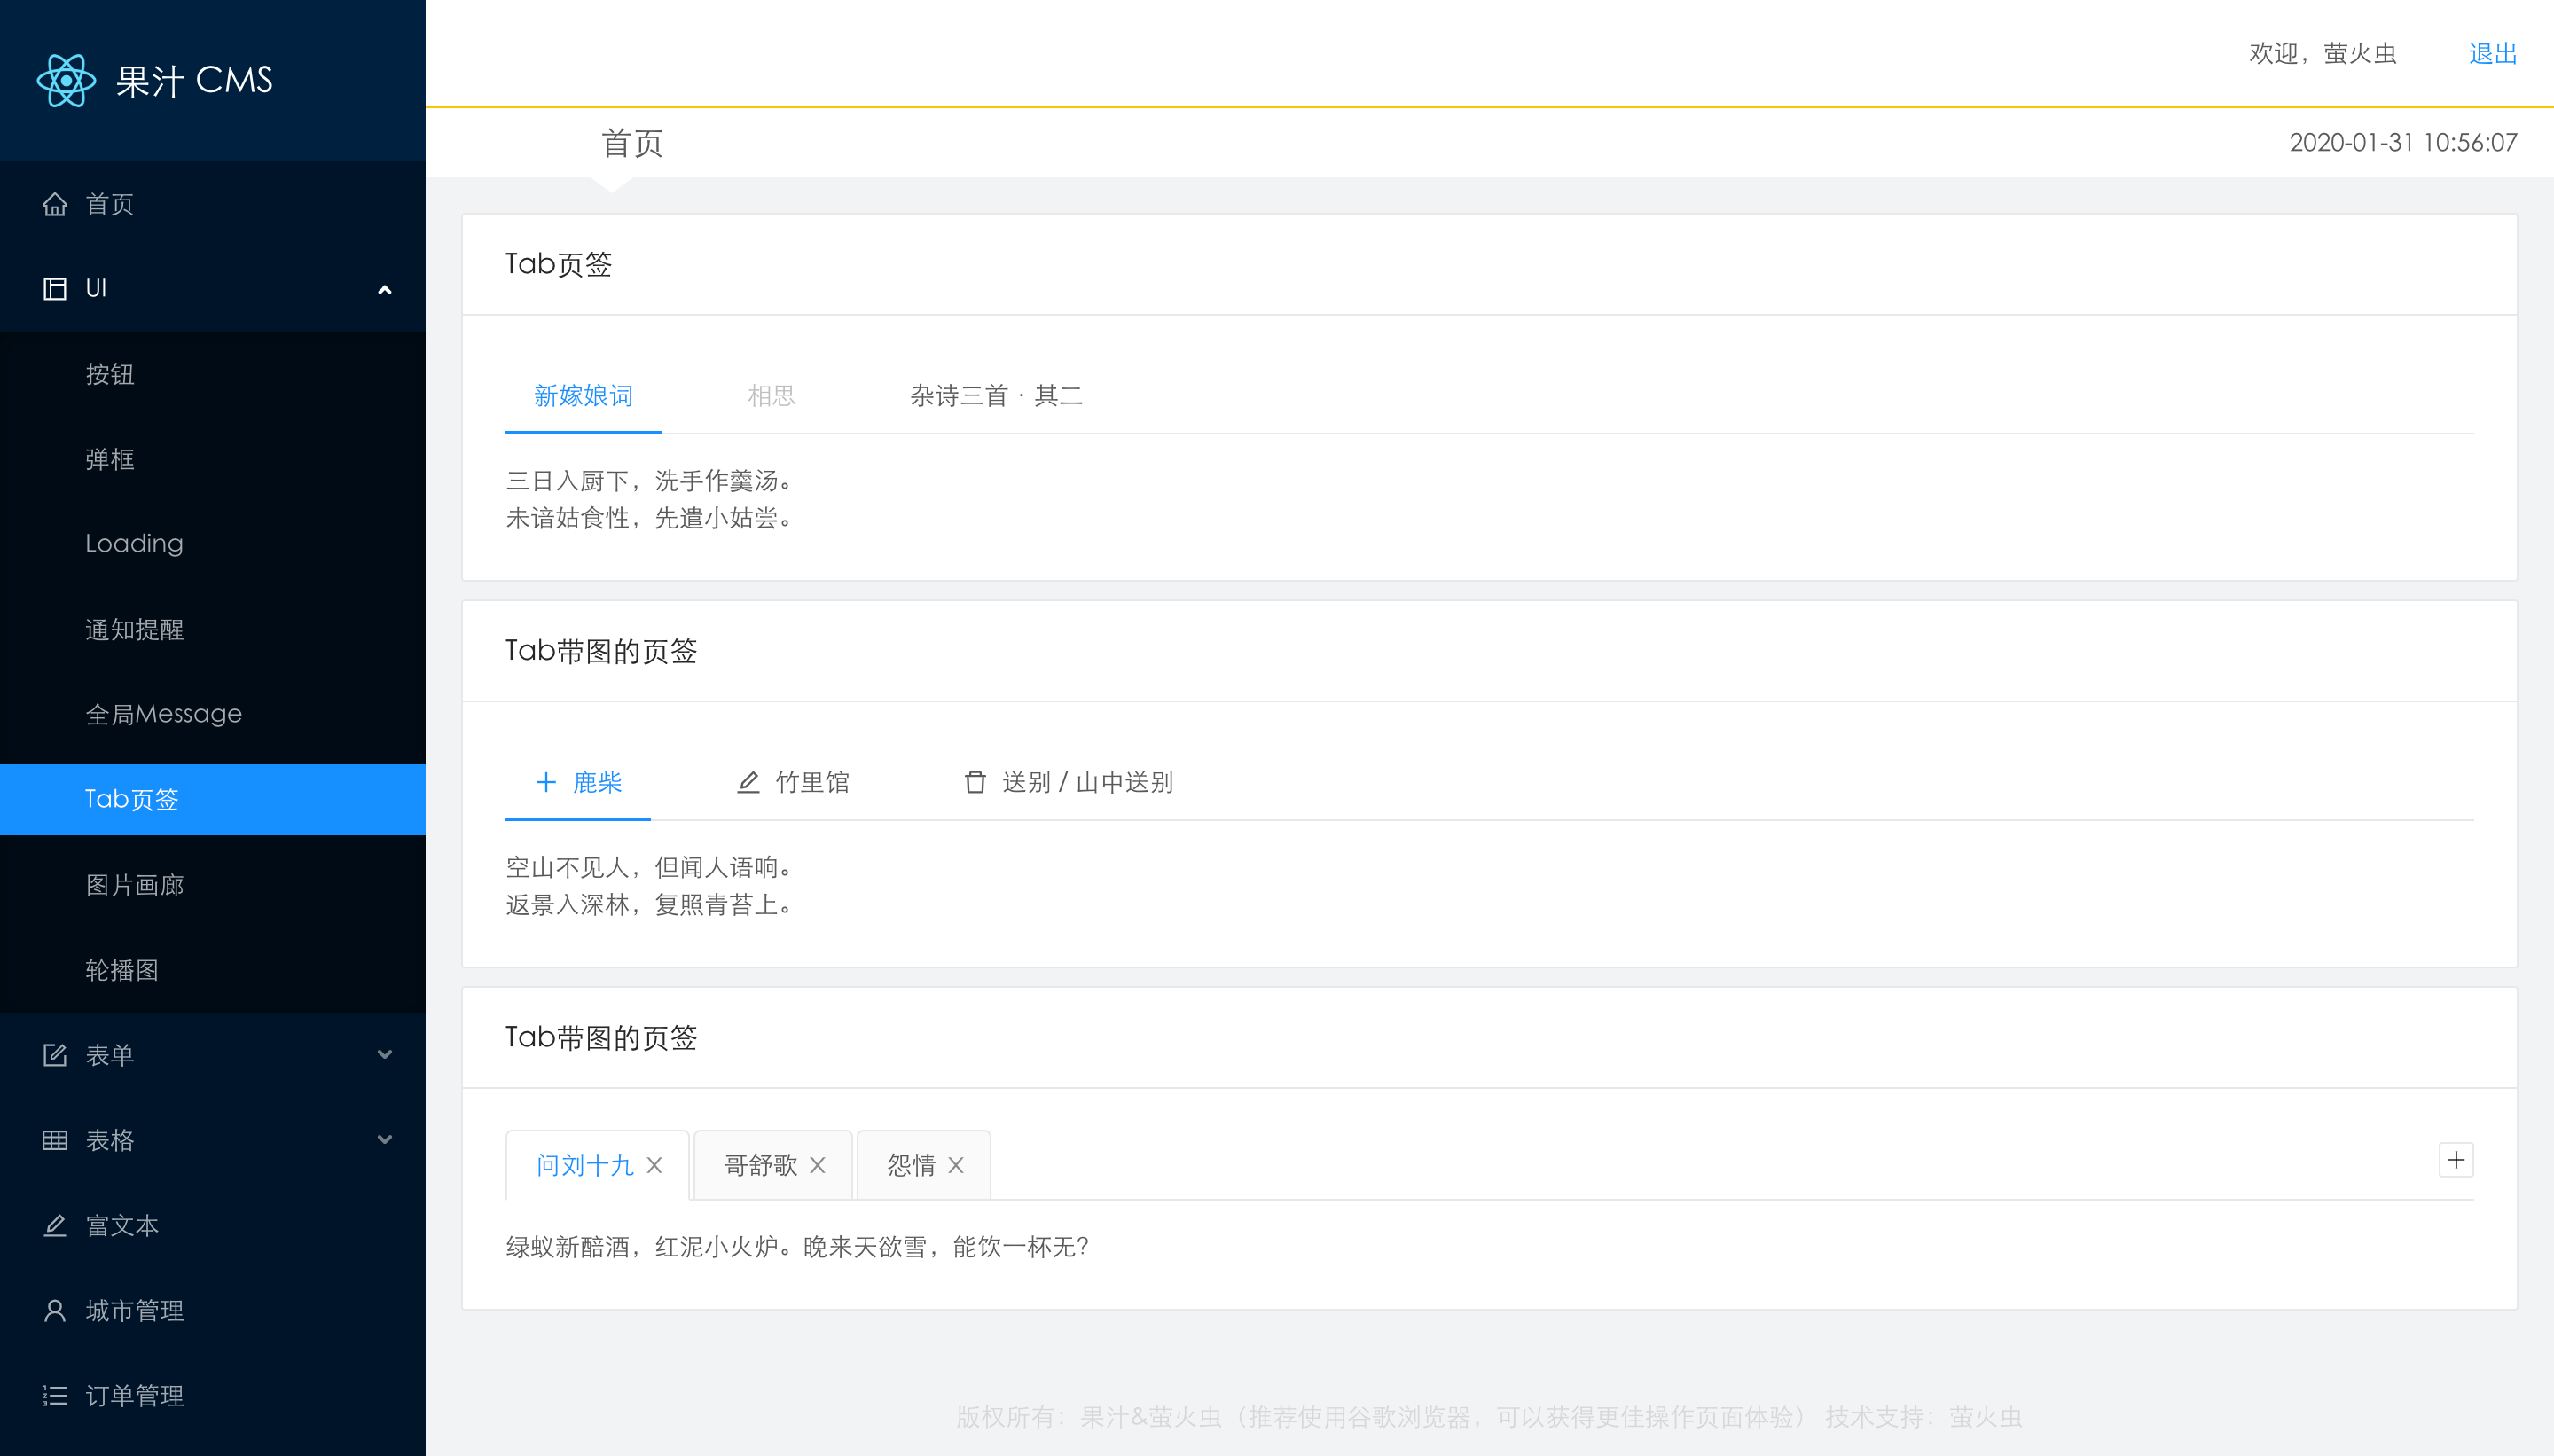 果汁 CMS
首页
UI
按钮
弹框
Loading
通知提醒
全局Message
Tab页签
图片画廊
轮播图
表单
表格
富文本
城市管理
订单管理
欢迎，萤火虫 退出
首页 2020-01-31 10:56:07
Tab页签
新嫁娘词 相思 杂诗三首 · 其二
三日入厨下，洗手作羹汤。
未谙姑食性，先遣小姑尝。
Tab带图的页签
鹿柴 竹里馆 送别 / 山中送别
空山不见人，但闻人语响。
返景入深林，复照青苔上。
Tab带图的页签
问刘十九 哥舒歌 怨情
绿蚁新醅酒，红泥小火炉。晚来天欲雪，能饮一杯无?
版权所有：果汁&萤火虫（推荐使用谷歌浏览器，可以获得更佳操作页面体验） 技术支持：萤火虫